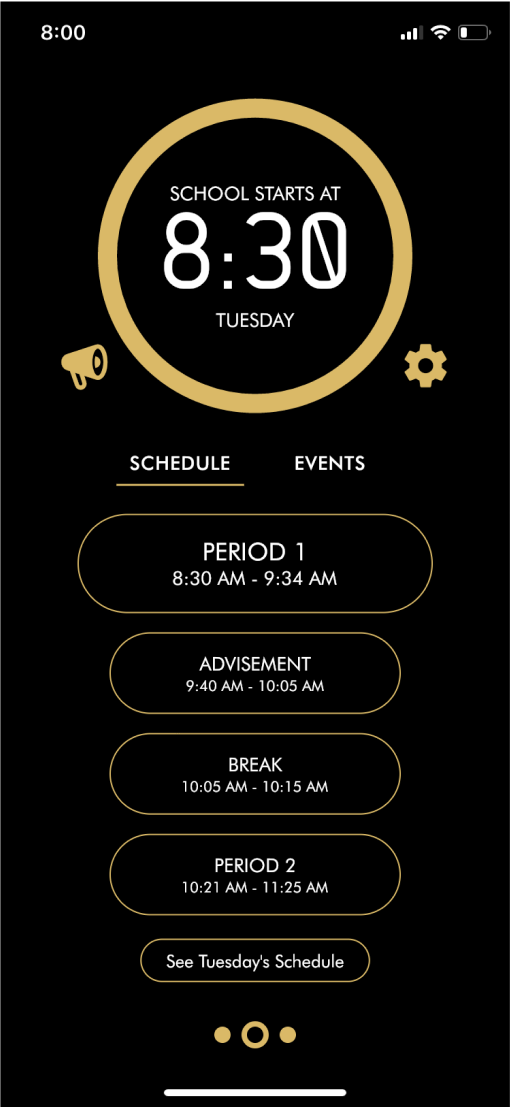 8:00
SCHOOL STARTS AT
8:30
TUESDAY
SCHEDULE EVENTS
PERIOD 1
8:30 AM - 9:34 AM
ADVISEMENT
9:40 AM - 10:05 AM
BREAK
10:05 AM - 10:15 AM
PERIOD 2
10:21 AM - 11:25 AM
See Tuesday's Schedule